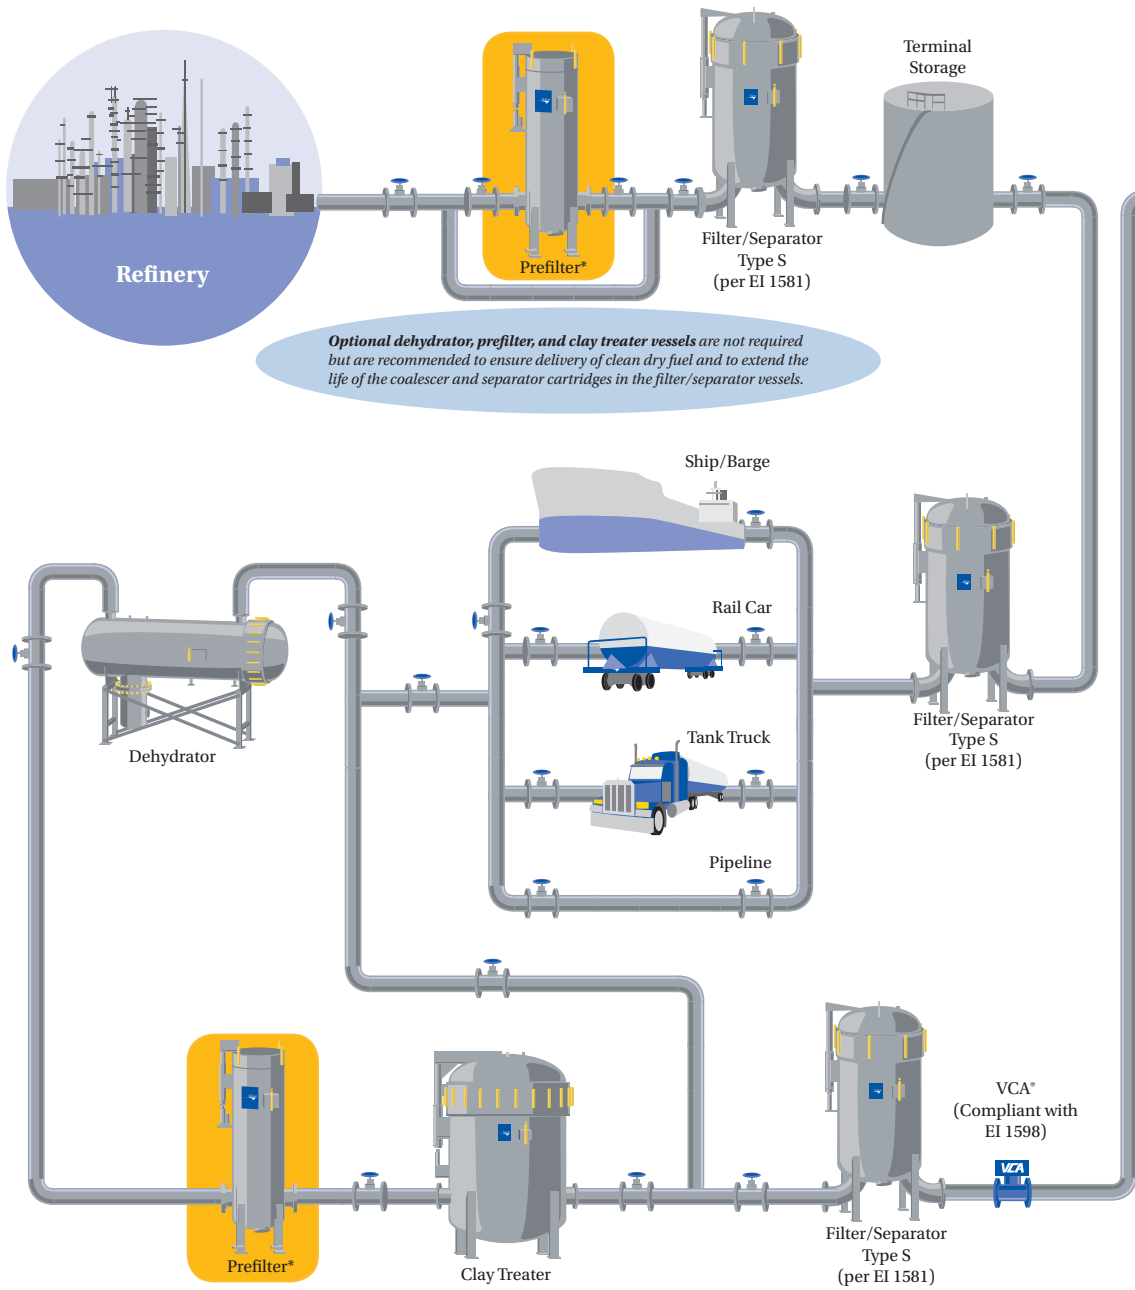 Terminal
Storage
Refinery
Prefilter*
Filter/Separator
Type S
(per EI 1581)
Optional dehydrator, prefilter, and clay treater vessels are not required
but are recommended to ensure delivery of clean dry fuel and to extend the
life of the coalescer and separator cartridges in the filter/separator vessels.
Ship/Barge
Rail Car
Filter/Separator
Type S
(per EI 1581)
Tank Truck
Dehydrator
Pipeline
VCA®
(Compliant with
EI 1598)
VCA
Filter/Separator
Type S
(per EI 1581)
Prefilter*
Clay Treater